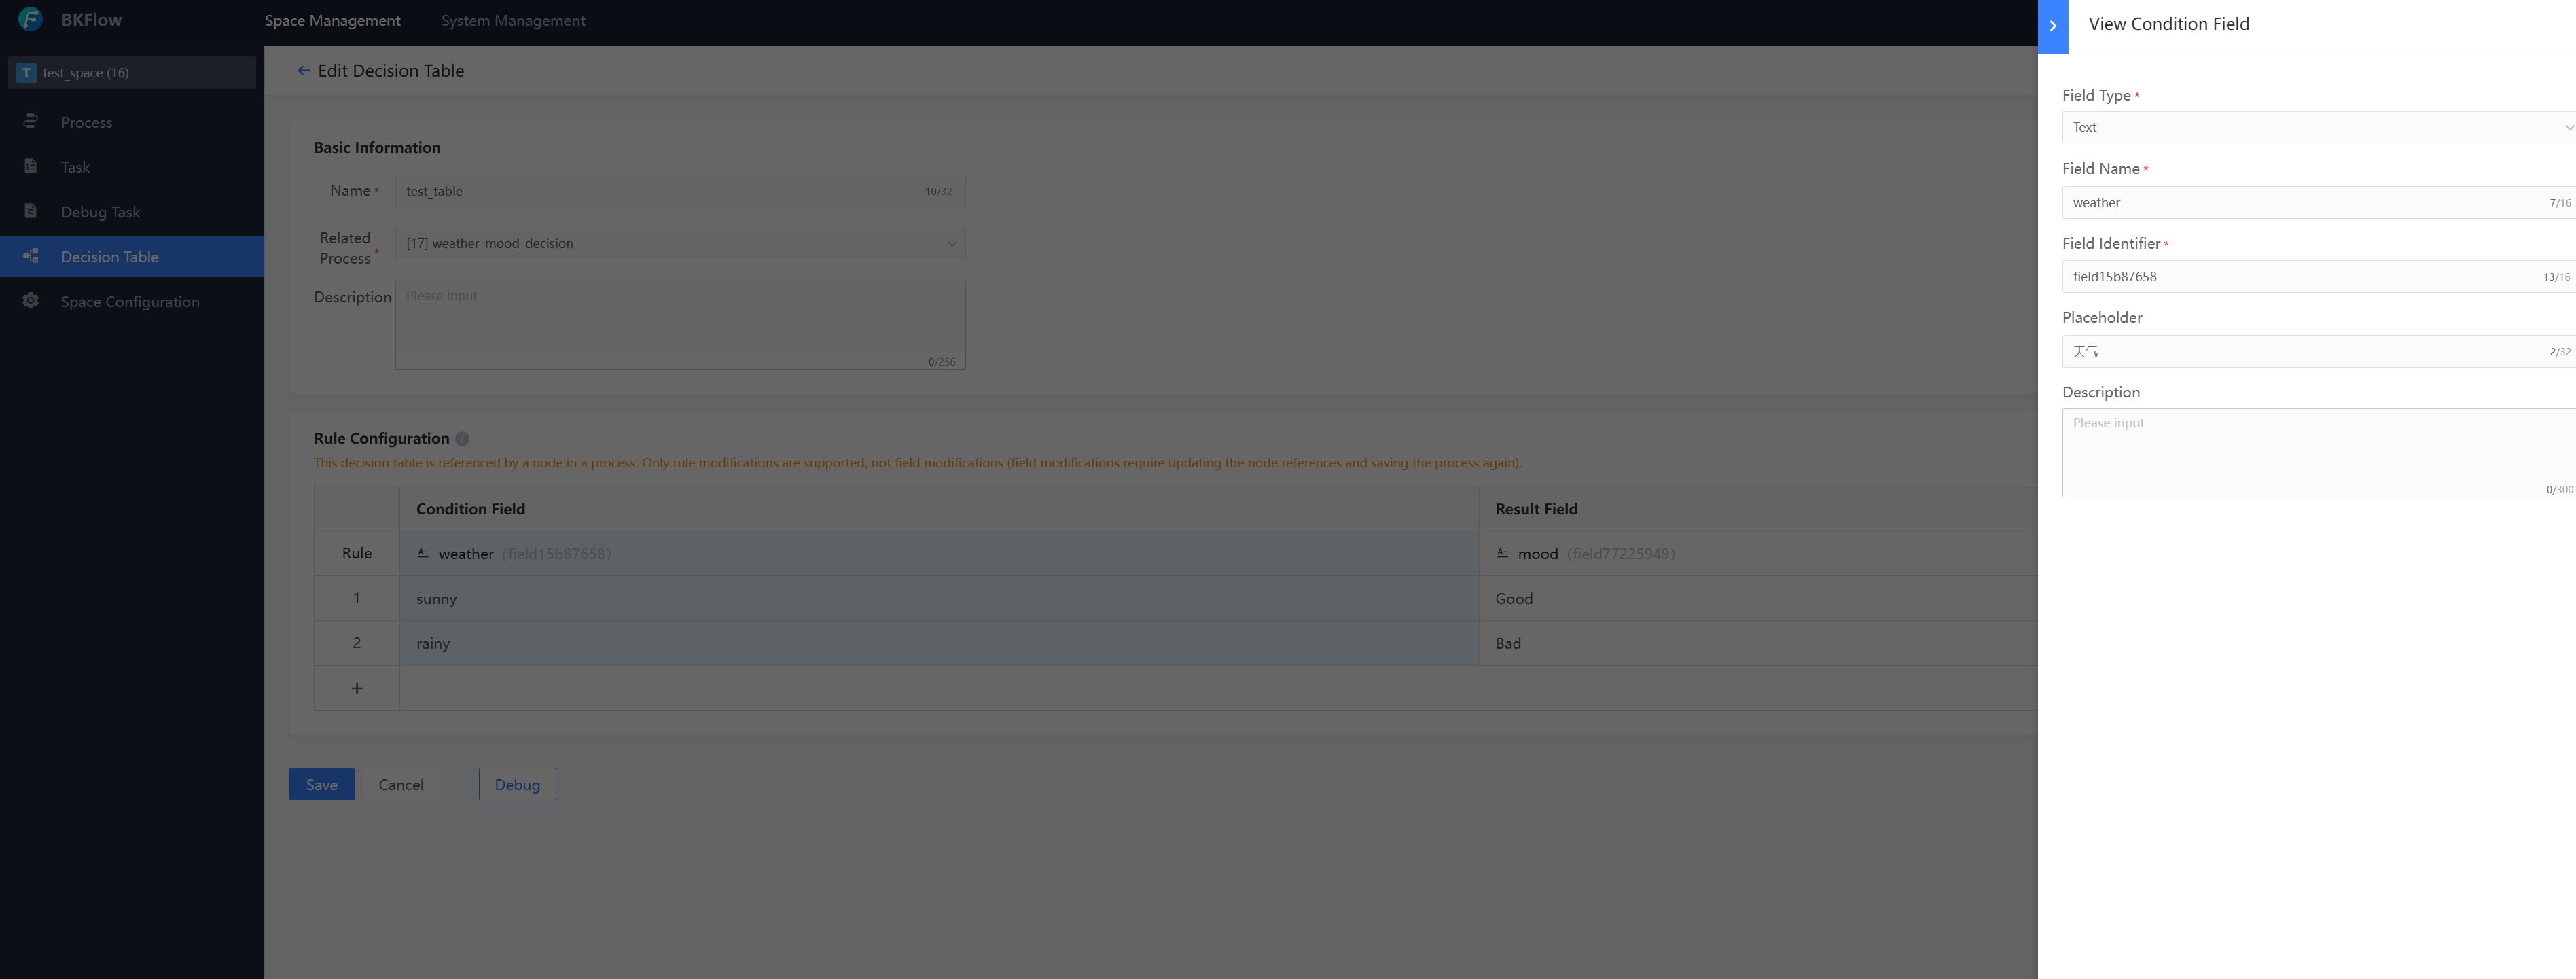 BKFlow
Space Management
System Management
T test_space (16)
Process
Task
Debug Task
Decision Table
Space Configuration
Edit Decision Table
Basic Information
Name *
test_table
10/32
Related Process *
[17] weather_mood_decision
Description
Please input
0/256
Rule Configuration
This decision table is referenced by a node in a process. Only rule modifications are supported, not field modifications (field modifications require updating the node references and saving the process again).
Condition Field
Result Field
Rule
weather (field15b87658)
mood (field77225949)
1
sunny
Good
2
rainy
Bad
+
Save
Cancel
Debug
View Condition Field
Field Type *
Text
Field Name *
weather
7/16
Field Identifier *
field15b87658
13/16
Placeholder
天气
2/32
Description
Please input
0/300